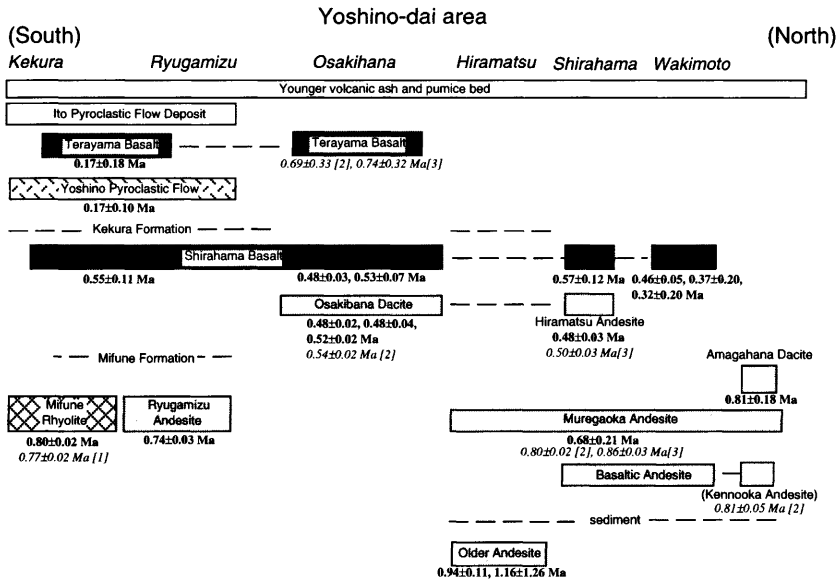 Yoshino-dai area
(South) (North)
Kekura Ryugamizu Osakihana Hiramatsu Shirahama Wakimoto
Younger volcanic ash and pumice bed
Ito Pyroclastic Flow Deposit
Terayama Basalt Terayama Basalt
0.17±0.18 Ma 0.69±0.33 [2], 0.74±0.32 Ma[3]
Yoshino Pyroclastic Flow
0.17±0.10 Ma
Kekura Formation
Shirahama Basalt
0.55±0.11 Ma 0.48±0.03, 0.53±0.07 Ma 0.57±0.12 Ma 0.46±0.05, 0.37±0.20,
0.32±0.20 Ma
Osakibana Dacite
Hiramatsu Andesite
0.48±0.02, 0.48±0.04, 0.48±0.03 Ma
0.52±0.02 Ma 0.50±0.03 Ma[3]
0.54±0.02 Ma [2]
Mifune Formation Amagahana Dacite
0.81±0.18 Ma
Mifune Ryugamizu
Rhyolite Andesite Muregaoka Andesite
0.80±0.02 Ma 0.74±0.03 Ma 0.68±0.21 Ma
0.77±0.02 Ma [1] 0.80±0.02 [2], 0.86±0.03 Ma[3]
Basaltic Andesite
(Kennooka Andesite)
0.81±0.05 Ma [2]
sediment
Older Andesite
0.94±0.11, 1.16±1.26 Ma